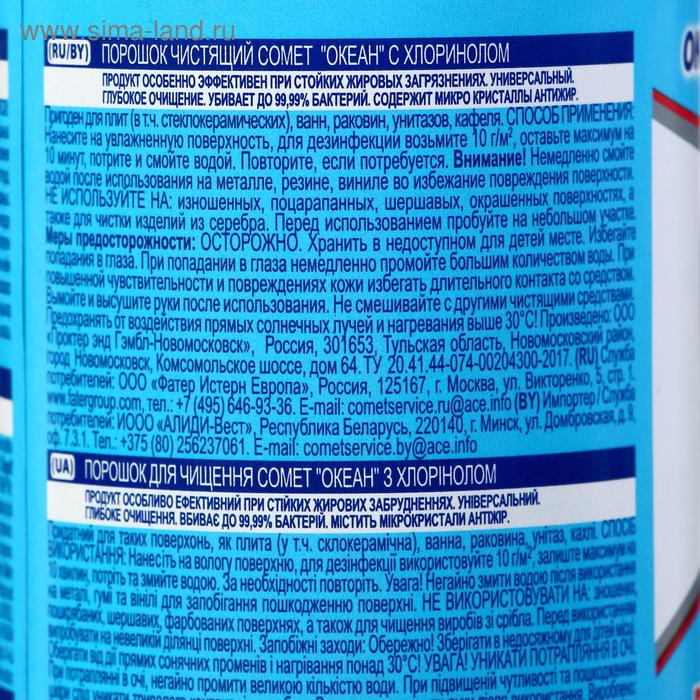 www.sima-land.ru
(RU/BY) ПОРОШОК ЧИСТЯЩИЙ COMET "ОКЕАН" С ХЛОРИНОЛОМ
ПРОДУКТ ОСОБЕННО ЭФФЕКТИВЕН ПРИ СТОЙКИХ ЖИРОВЫХ ЗАГРЯЗНЕНИЯХ. УНИВЕРСАЛЬНЫЙ.
ГЛУБОКОЕ ОЧИЩЕНИЕ. УБИВАЕТ ДО 99,99% БАКТЕРИЙ. СОДЕРЖИТ МИКРО КРИСТАЛЛЫ АНТИЖИР.
Пригоден для плит (в т.ч. стеклокерамических), ванн, раковин, унитазов, кафеля. СПОСОБ ПРИМЕНЕНИЯ:
Нанесите на увлажненную поверхность, для дезинфекции возьмите 10 г/м², оставьте максимум на
10 минут, потрите и смойте водой. Повторите, если потребуется. Внимание! Немедленно смойте
водой после использования на металле, резине, виниле во избежание повреждения поверхности.
НЕ ИСПОЛЬЗУЙТЕ НА: изношенных, поцарапанных, шершавых, окрашенных поверхностях, а
также для чистки изделий из серебра. Перед использованием пробуйте на небольшом участке.
Меры предосторожности: ОСТОРОЖНО. Хранить в недоступном для детей месте. Избегайте
попадания в глаза. При попадании в глаза немедленно промойте большим количеством воды. При
повышенной чувствительности и повреждениях кожи избегать длительного контакта со средством.
Вымойте и высушите руки после использования. Не смешивайте с другими чистящими средствами.
Предохранять от воздействия прямых солнечных лучей и нагревания выше 30°C! Произведено: ООО
«Проктер энд Гэмбл-Новомосковск», Россия, 301653, Тульская область, Новомосковский район,
город Новомосковск, Комсомольское шоссе, дом 64. ТУ 20.41.44-074-00204300-2017. (RU) Служба
потребителей: ООО «Фатер Истерн Европа», Россия, 125167, г. Москва, ул. Викторенко, 5, стр. 1.
www.fatergroup.com, тел.: +7 (495) 646-93-36. E-mail: cometservice.ru@ace.info (BY) Импортер / Служба
потребителей: ИООО «АЛИДИ-Вест», Республика Беларусь, 220140, г. Минск, ул. Домбровская, д. 9,
оф. 7.3.1. Тел.: +375 (80) 256237061. E-mail: cometservice.by@ace.info
(UA) ПОРОШОК ДЛЯ ЧИЩЕННЯ COMET "ОКЕАН" З ХЛОРІНОЛОМ
ПРОДУКТ ОСОБЛИВО ЕФЕКТИВНИЙ ПРИ СТІЙКИХ ЖИРОВИХ ЗАБРУДНЕННЯХ. УНІВЕРСАЛЬНИЙ.
ГЛИБОКЕ ОЧИЩЕННЯ. ВБИВАЄ ДО 99,99% БАКТЕРІЙ. МІСТИТЬ МІКРОКРИСТАЛИ АНТІЖІР.
Придатний для таких поверхонь, як плита (у т.ч. склокерамічна), ванна, раковина, унітаз, кахлі. СПОСІБ
ВИКОРИСТАННЯ: Нанесіть на вологу поверхню, для дезінфекції використовуйте 10 г/м², залиште максимум на
10 хвилин, потріть та змийте водою. За необхідності повторіть. Увага! Негайно змити водою після використання
на металі, гумі та вінілі для запобігання пошкодженню поверхні. НЕ ВИКОРИСТОВУВАТИ НА: зношених,
пошкрябаних, шершавих, фарбованих поверхнях, а також для чищення виробів зі срібла. Перед використанням
випробувати на невеликій ділянці поверхні. Запобіжні заходи: Обережно! Зберігати в недосяжному для дітей місці.
Оберігати від дії прямих сонячних променів і нагрівання понад 30°C! УВАГА! УНИКАТИ ПОТРАПЛЯННЯ В ОЧІ.
При потраплянні в очі, негайно промити великою кількістю води. При підвищеній чутливості та пошкодженнях